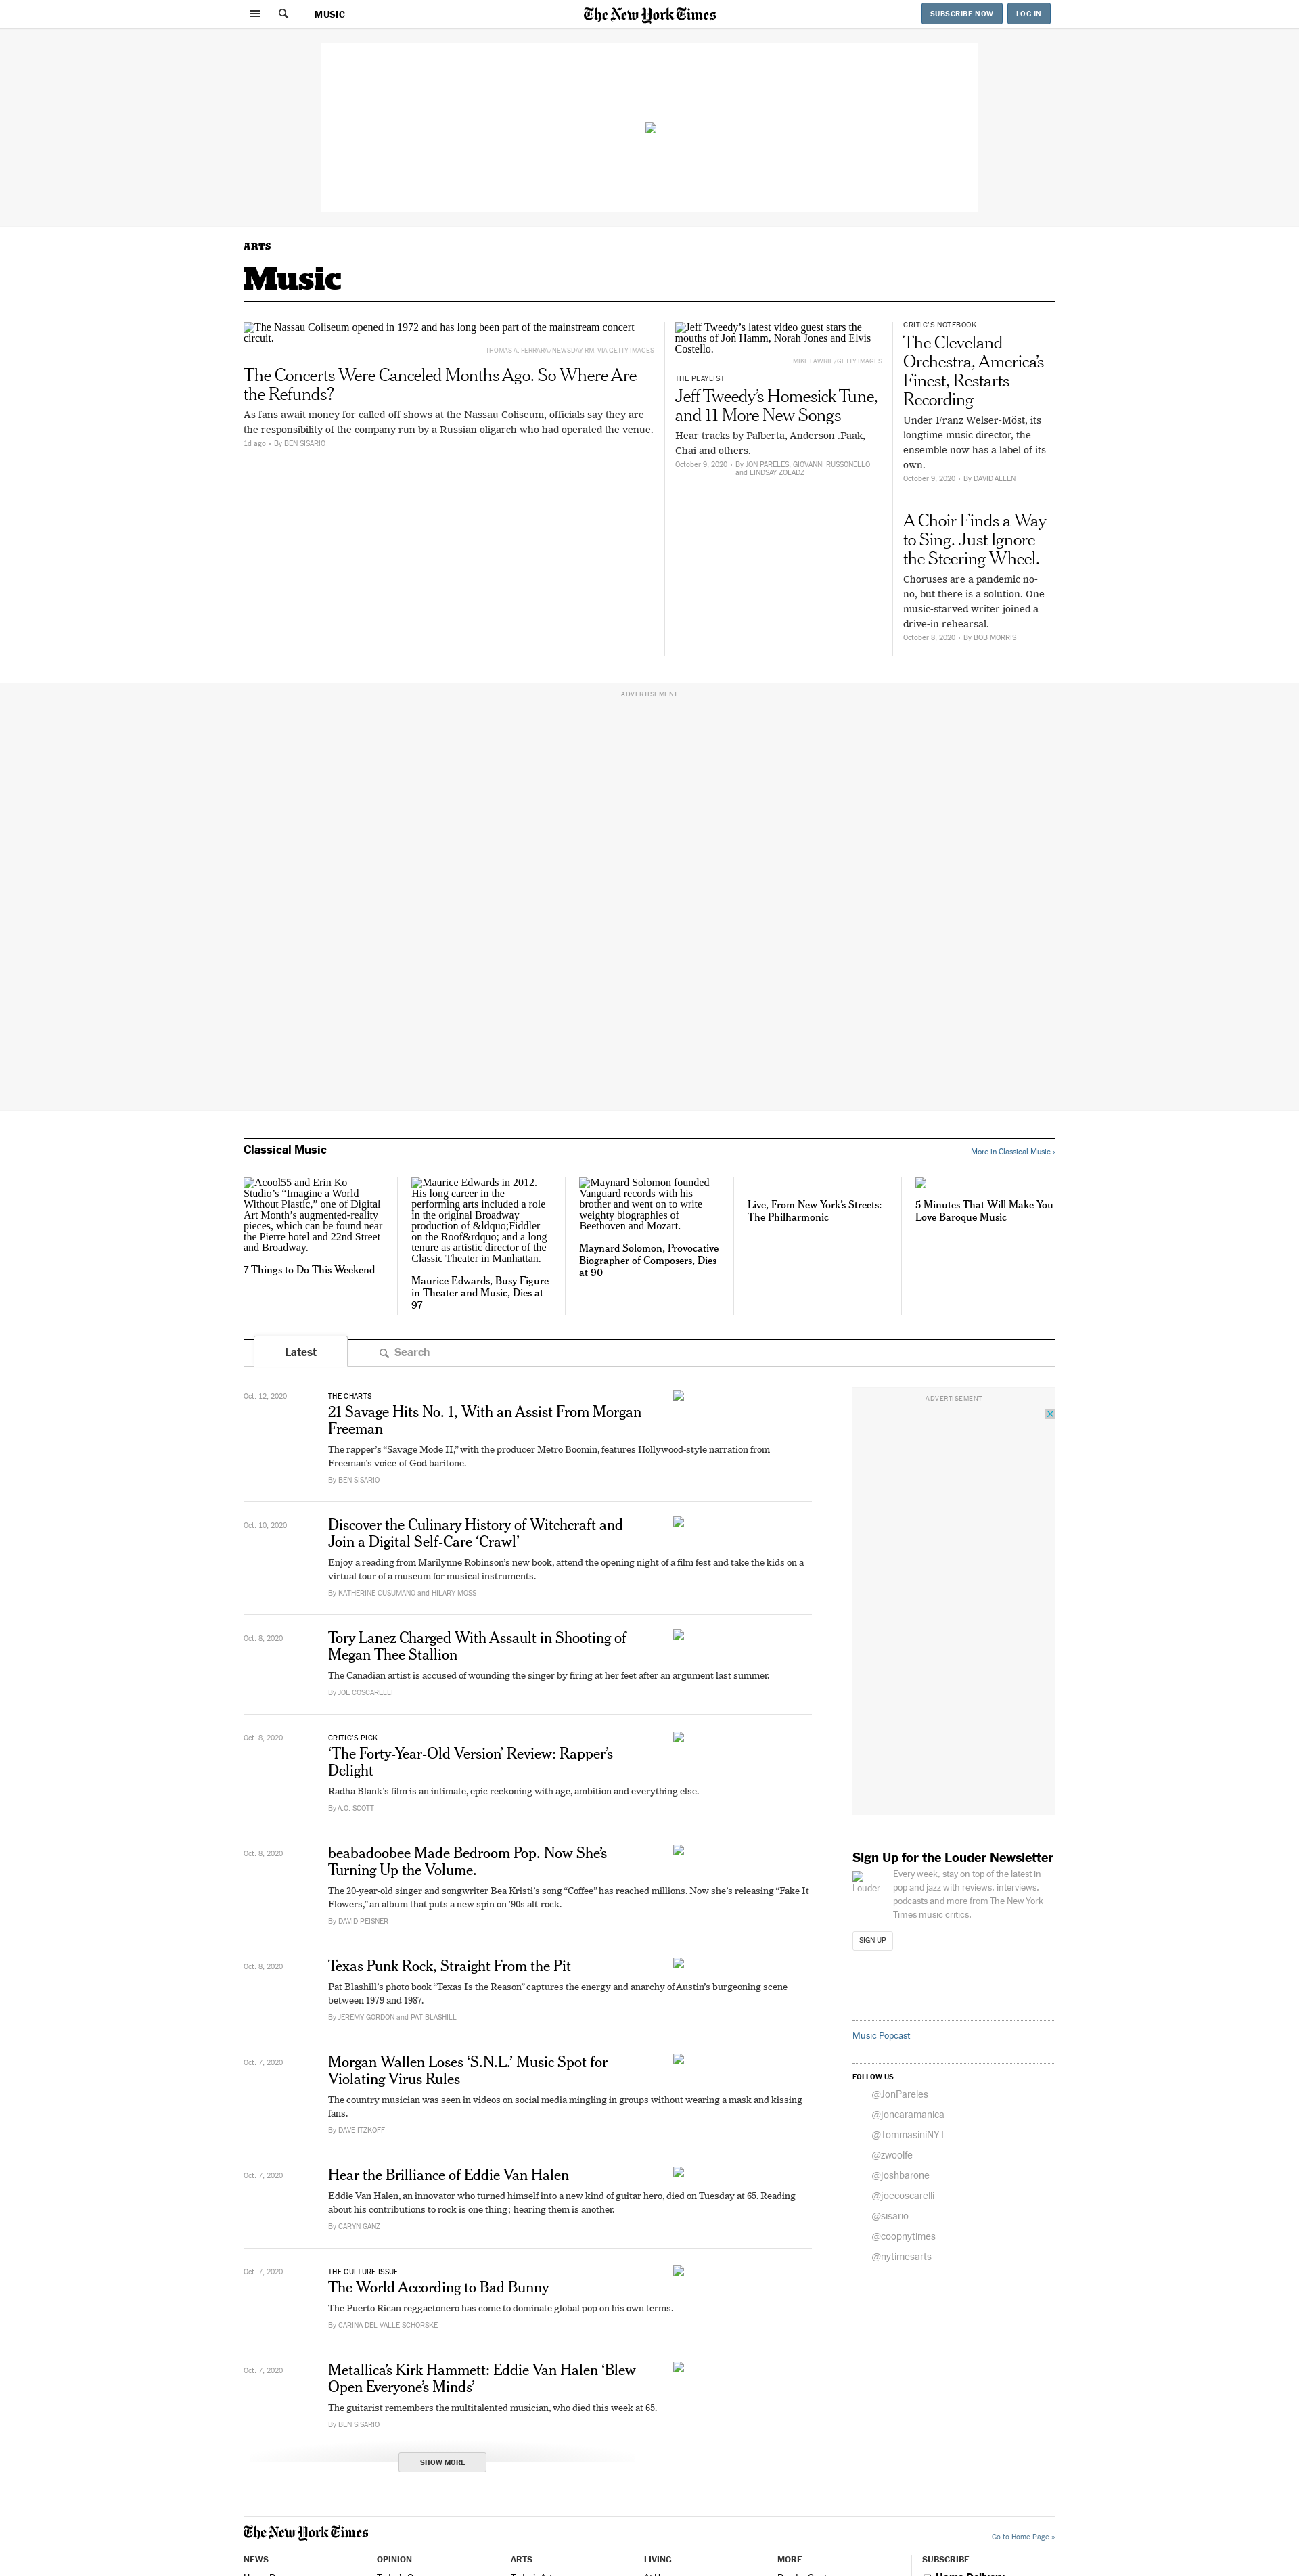 MUSIC
The New York Times
SUBSCRIBE NOW
LOG IN
ARTS
Music
The Nassau Coliseum opened in 1972 and has long been part of the mainstream concert
circuit.
THOMAS A. FERRARA/NEWSDAY RM, VIA GETTY IMAGES
The Concerts Were Canceled Months Ago. So Where Are
the Refunds?
As fans await money for called-off shows at the Nassau Coliseum, officials say they are
the responsibility of the company run by a Russian oligarch who had operated the venue.
1d ago • By BEN SISARIO
Jeff Tweedy’s latest video guest stars the
mouths of Jon Hamm, Norah Jones and Elvis
Costello.
MIKE LAWRIE/GETTY IMAGES
THE PLAYLIST
Jeff Tweedy’s Homesick Tune,
and 11 More New Songs
Hear tracks by Palberta, Anderson .Paak,
Chai and others.
October 9, 2020 • By JON PARELES, GIOVANNI RUSSONELLO
and LINDSAY ZOLADZ
CRITIC’S NOTEBOOK
The Cleveland
Orchestra, America’s
Finest, Restarts
Recording
Under Franz Welser-Möst, its
longtime music director, the
ensemble now has a label of its
own.
October 9, 2020 • By DAVID ALLEN
A Choir Finds a Way
to Sing. Just Ignore
the Steering Wheel.
Choruses are a pandemic no-
no, but there is a solution. One
music-starved writer joined a
drive-in rehearsal.
October 8, 2020 • By BOB MORRIS
ADVERTISEMENT
Classical Music
More in Classical Music ›
Acool55 and Erin Ko
Studio’s “Imagine a World
Without Plastic,” one of Digital
Art Month’s augmented-reality
pieces, which can be found near
the Pierre hotel and 22nd Street
and Broadway.
7 Things to Do This Weekend
Maurice Edwards in 2012.
His long career in the
performing arts included a role
in the original Broadway
production of &ldquo;Fiddler
on the Roof&rdquo; and a long
tenure as artistic director of the
Classic Theater in Manhattan.
Maurice Edwards, Busy Figure
in Theater and Music, Dies at
97
Maynard Solomon founded
Vanguard records with his
brother and went on to write
weighty biographies of
Beethoven and Mozart.
Maynard Solomon, Provocative
Biographer of Composers, Dies
at 90
Live, From New York’s Streets:
The Philharmonic
5 Minutes That Will Make You
Love Baroque Music
Latest
Search
Oct. 12, 2020
THE CHARTS
21 Savage Hits No. 1, With an Assist From Morgan
Freeman
The rapper’s “Savage Mode II,” with the producer Metro Boomin, features Hollywood-style narration from
Freeman’s voice-of-God baritone.
By BEN SISARIO
Oct. 10, 2020
Discover the Culinary History of Witchcraft and
Join a Digital Self-Care ‘Crawl’
Enjoy a reading from Marilynne Robinson’s new book, attend the opening night of a film fest and take the kids on a
virtual tour of a museum for musical instruments.
By KATHERINE CUSUMANO and HILARY MOSS
Oct. 8, 2020
Tory Lanez Charged With Assault in Shooting of
Megan Thee Stallion
The Canadian artist is accused of wounding the singer by firing at her feet after an argument last summer.
By JOE COSCARELLI
Oct. 8, 2020
CRITIC’S PICK
‘The Forty-Year-Old Version’ Review: Rapper’s
Delight
Radha Blank’s film is an intimate, epic reckoning with age, ambition and everything else.
By A.O. SCOTT
Oct. 8, 2020
beabadoobee Made Bedroom Pop. Now She’s
Turning Up the Volume.
The 20-year-old singer and songwriter Bea Kristi’s song “Coffee” has reached millions. Now she’s releasing “Fake It
Flowers,” an album that puts a new spin on ’90s alt-rock.
By DAVID PEISNER
Oct. 8, 2020
Texas Punk Rock, Straight From the Pit
Pat Blashill’s photo book “Texas Is the Reason” captures the energy and anarchy of Austin’s burgeoning scene
between 1979 and 1987.
By JEREMY GORDON and PAT BLASHILL
Oct. 7, 2020
Morgan Wallen Loses ‘S.N.L.’ Music Spot for
Violating Virus Rules
The country musician was seen in videos on social media mingling in groups without wearing a mask and kissing
fans.
By DAVE ITZKOFF
Oct. 7, 2020
Hear the Brilliance of Eddie Van Halen
Eddie Van Halen, an innovator who turned himself into a new kind of guitar hero, died on Tuesday at 65. Reading
about his contributions to rock is one thing; hearing them is another.
By CARYN GANZ
Oct. 7, 2020
THE CULTURE ISSUE
The World According to Bad Bunny
The Puerto Rican reggaetonero has come to dominate global pop on his own terms.
By CARINA DEL VALLE SCHORSKE
Oct. 7, 2020
Metallica’s Kirk Hammett: Eddie Van Halen ‘Blew
Open Everyone’s Minds’
The guitarist remembers the multitalented musician, who died this week at 65.
By BEN SISARIO
SHOW MORE
ADVERTISEMENT
Sign Up for the Louder Newsletter
Louder
Every week, stay on top of the latest in
pop and jazz with reviews, interviews,
podcasts and more from The New York
Times music critics.
SIGN UP
Music Popcast
FOLLOW US
@JonPareles
@joncaramanica
@TommasiniNYT
@zwoolfe
@joshbarone
@joecoscarelli
@sisario
@coopnytimes
@nytimesarts
The New York Times
Go to Home Page »
NEWS
OPINION
ARTS
LIVING
MORE
SUBSCRIBE